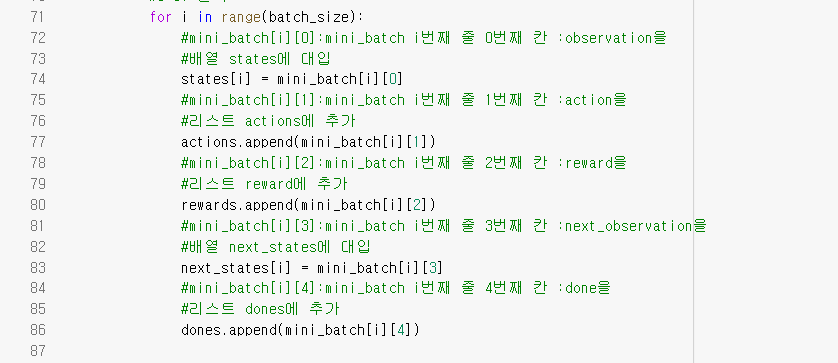 71 for i in range(batch_size):
72 #mini_batch[i][0]:mini_batch i번째 줄 0번째 칸 :observation을
73 #배열 states에 대입
74 states[i] = mini_batch[i][0]
75 #mini_batch[i][1]:mini_batch i번째 줄 1번째 칸 :action을
76 #리스트 actions에 추가
77 actions.append(mini_batch[i][1])
78 #mini_batch[i][2]:mini_batch i번째 줄 2번째 칸 :reward을
79 #리스트 reward에 추가
80 rewards.append(mini_batch[i][2])
81 #mini_batch[i][3]:mini_batch i번째 줄 3번째 칸 :next_observation을
82 #배열 next_states에 대입
83 next_states[i] = mini_batch[i][3]
84 #mini_batch[i][4]:mini_batch i번째 줄 4번째 칸 :done을
85 #리스트 dones에 추가
86 dones.append(mini_batch[i][4])
87